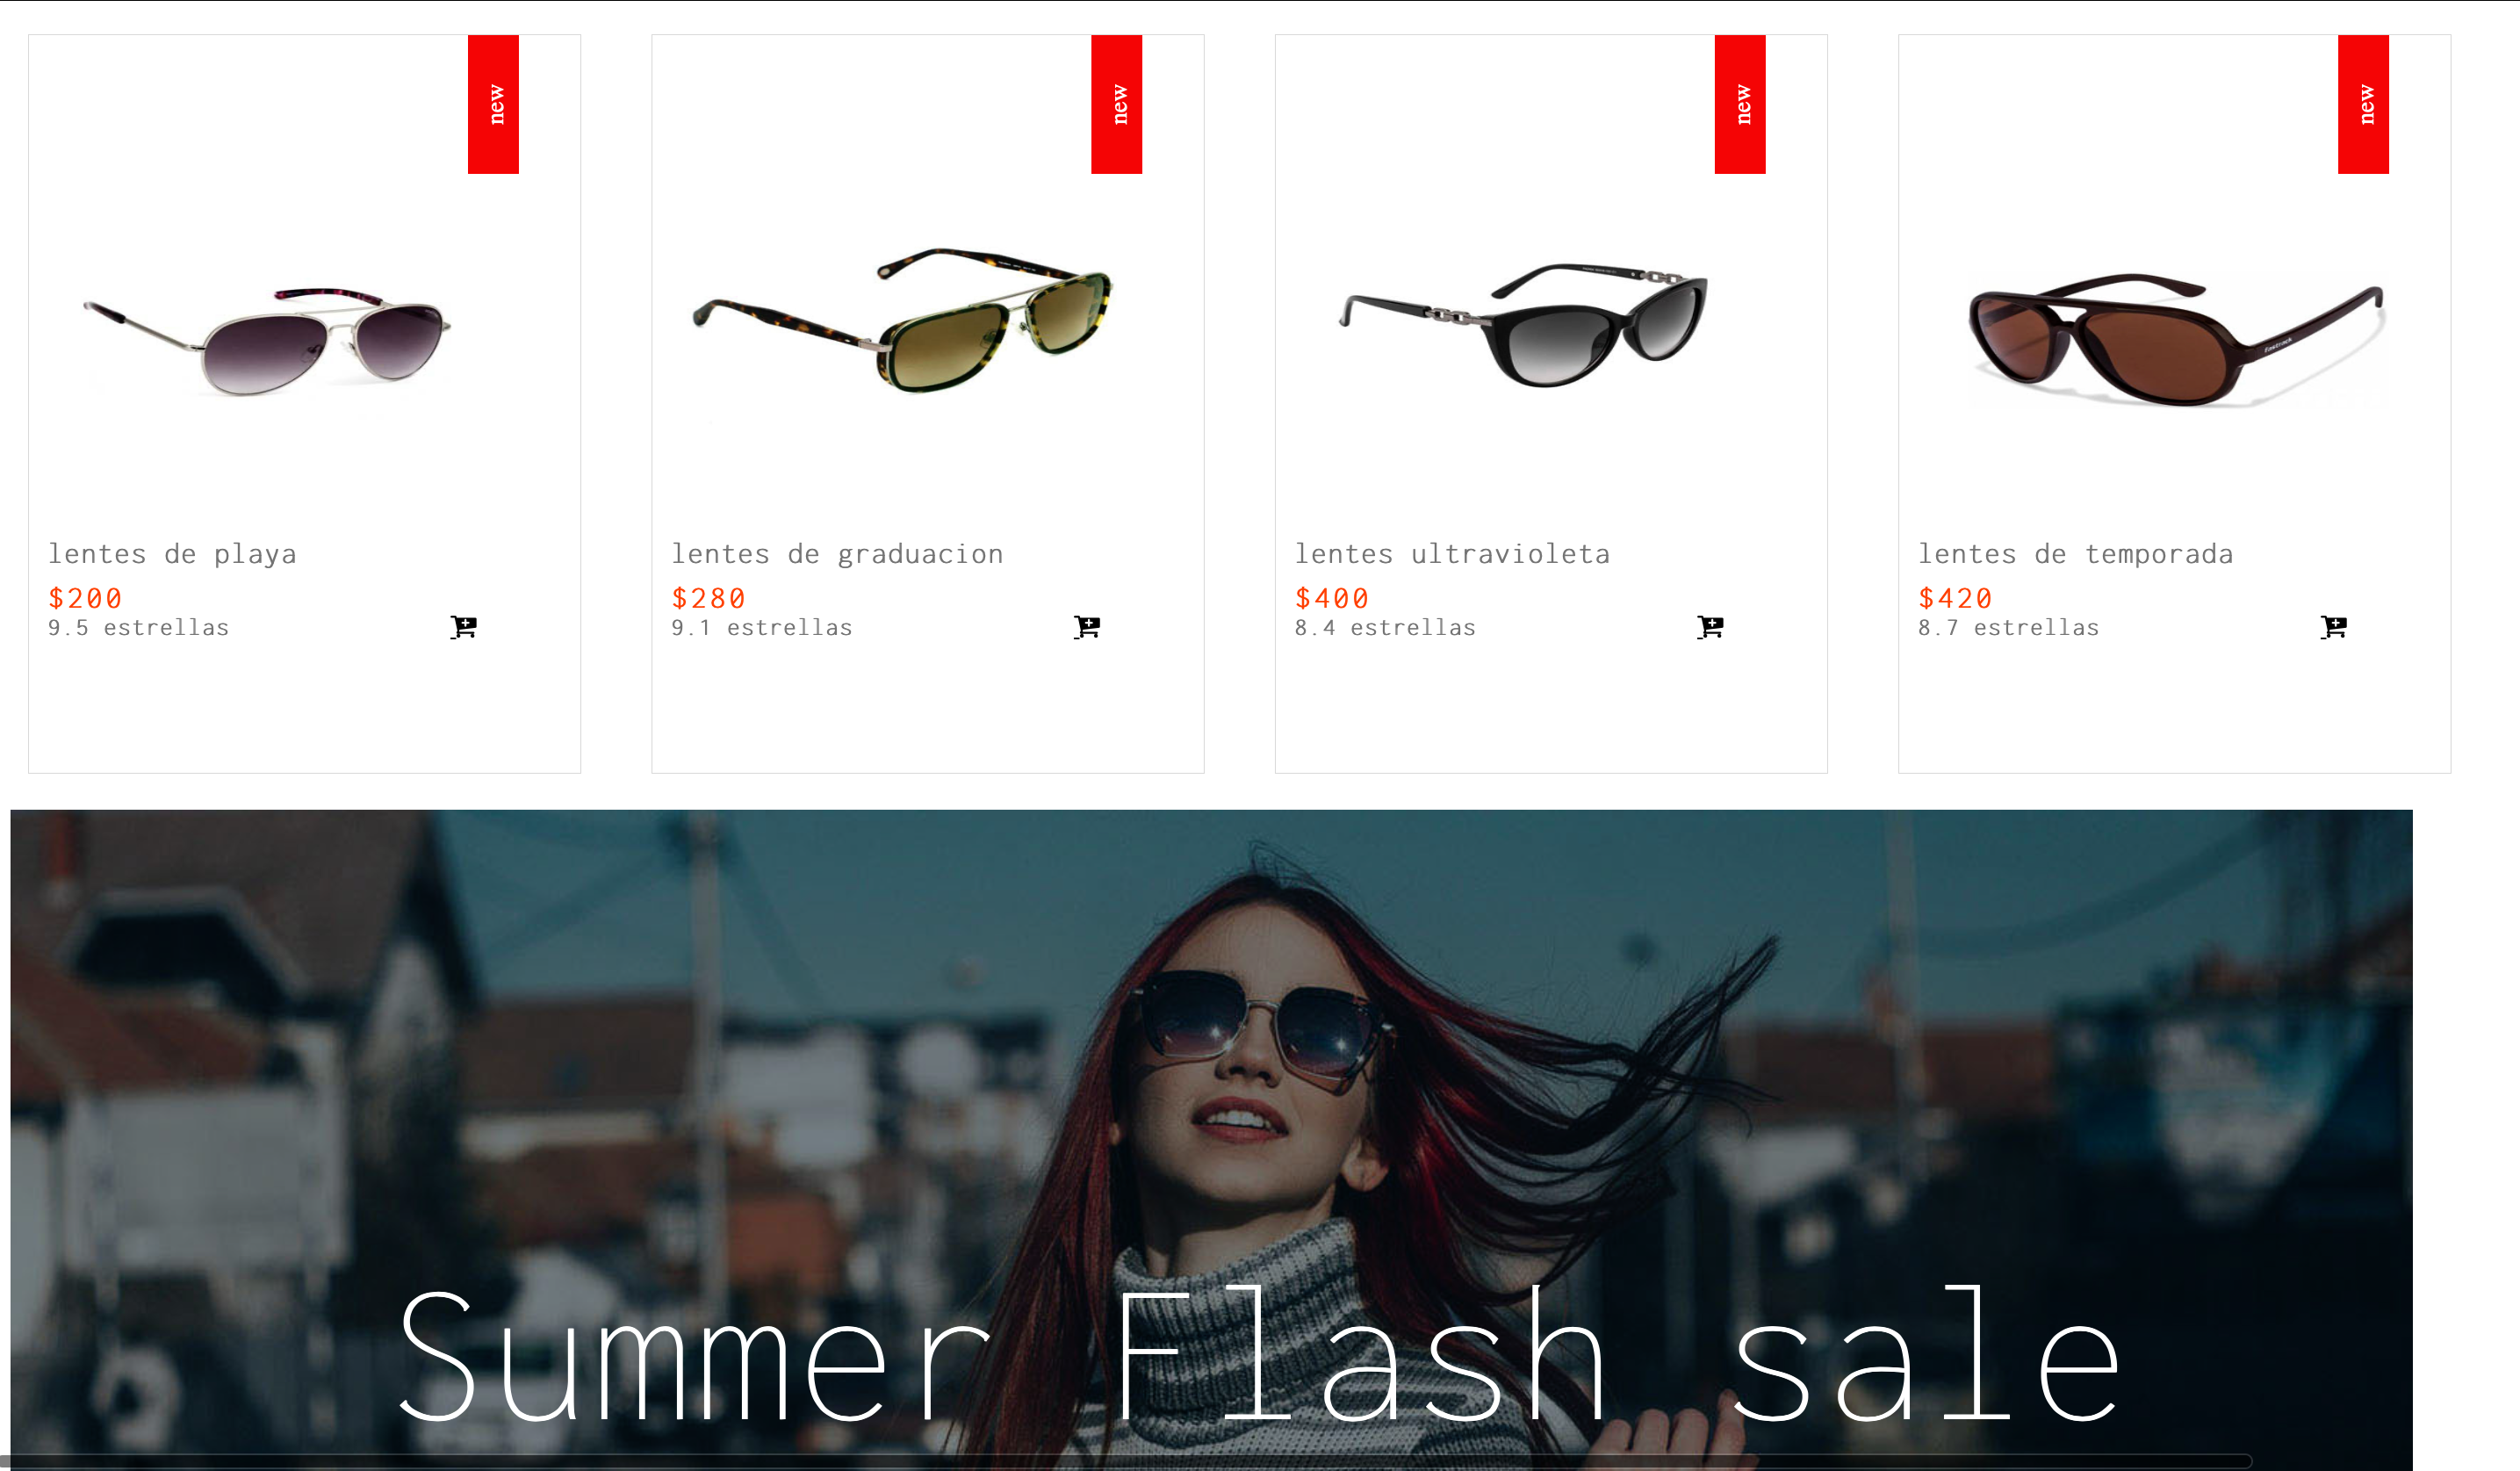 new
new
new
new
fastrack
lentes de playa
$200
9.5 estrellas
lentes de graduacion
$280
9.1 estrellas
lentes ultravioleta
$400
8.4 estrellas
lentes de temporada
$420
8.7 estrellas
Summer Flash sale